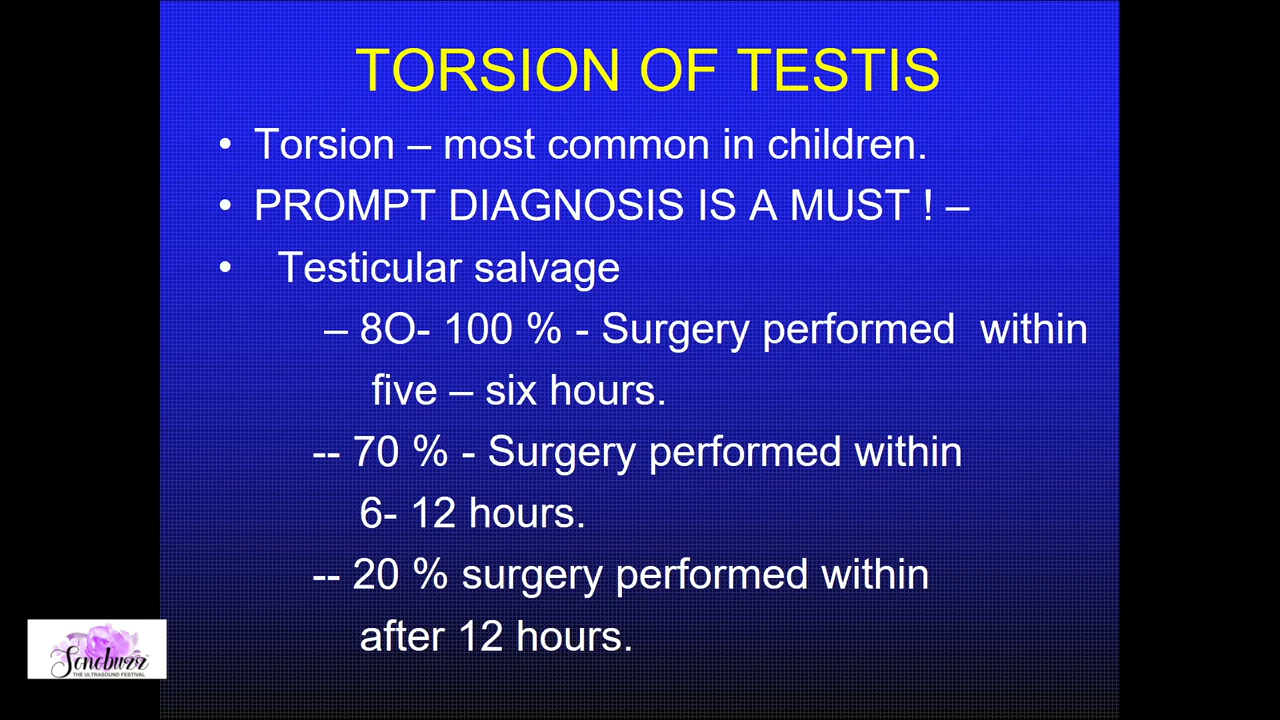 TORSION OF TESTIS
• Torsion – most common in children.
• PROMPT DIAGNOSIS IS A MUST ! –
• Testicular salvage
– 8O- 100 % - Surgery performed within
five – six hours.
-- 70 % - Surgery performed within
6- 12 hours.
-- 20 % surgery performed within
after 12 hours.
Sonobuzz
THE ULTRASOUND FESTIVAL